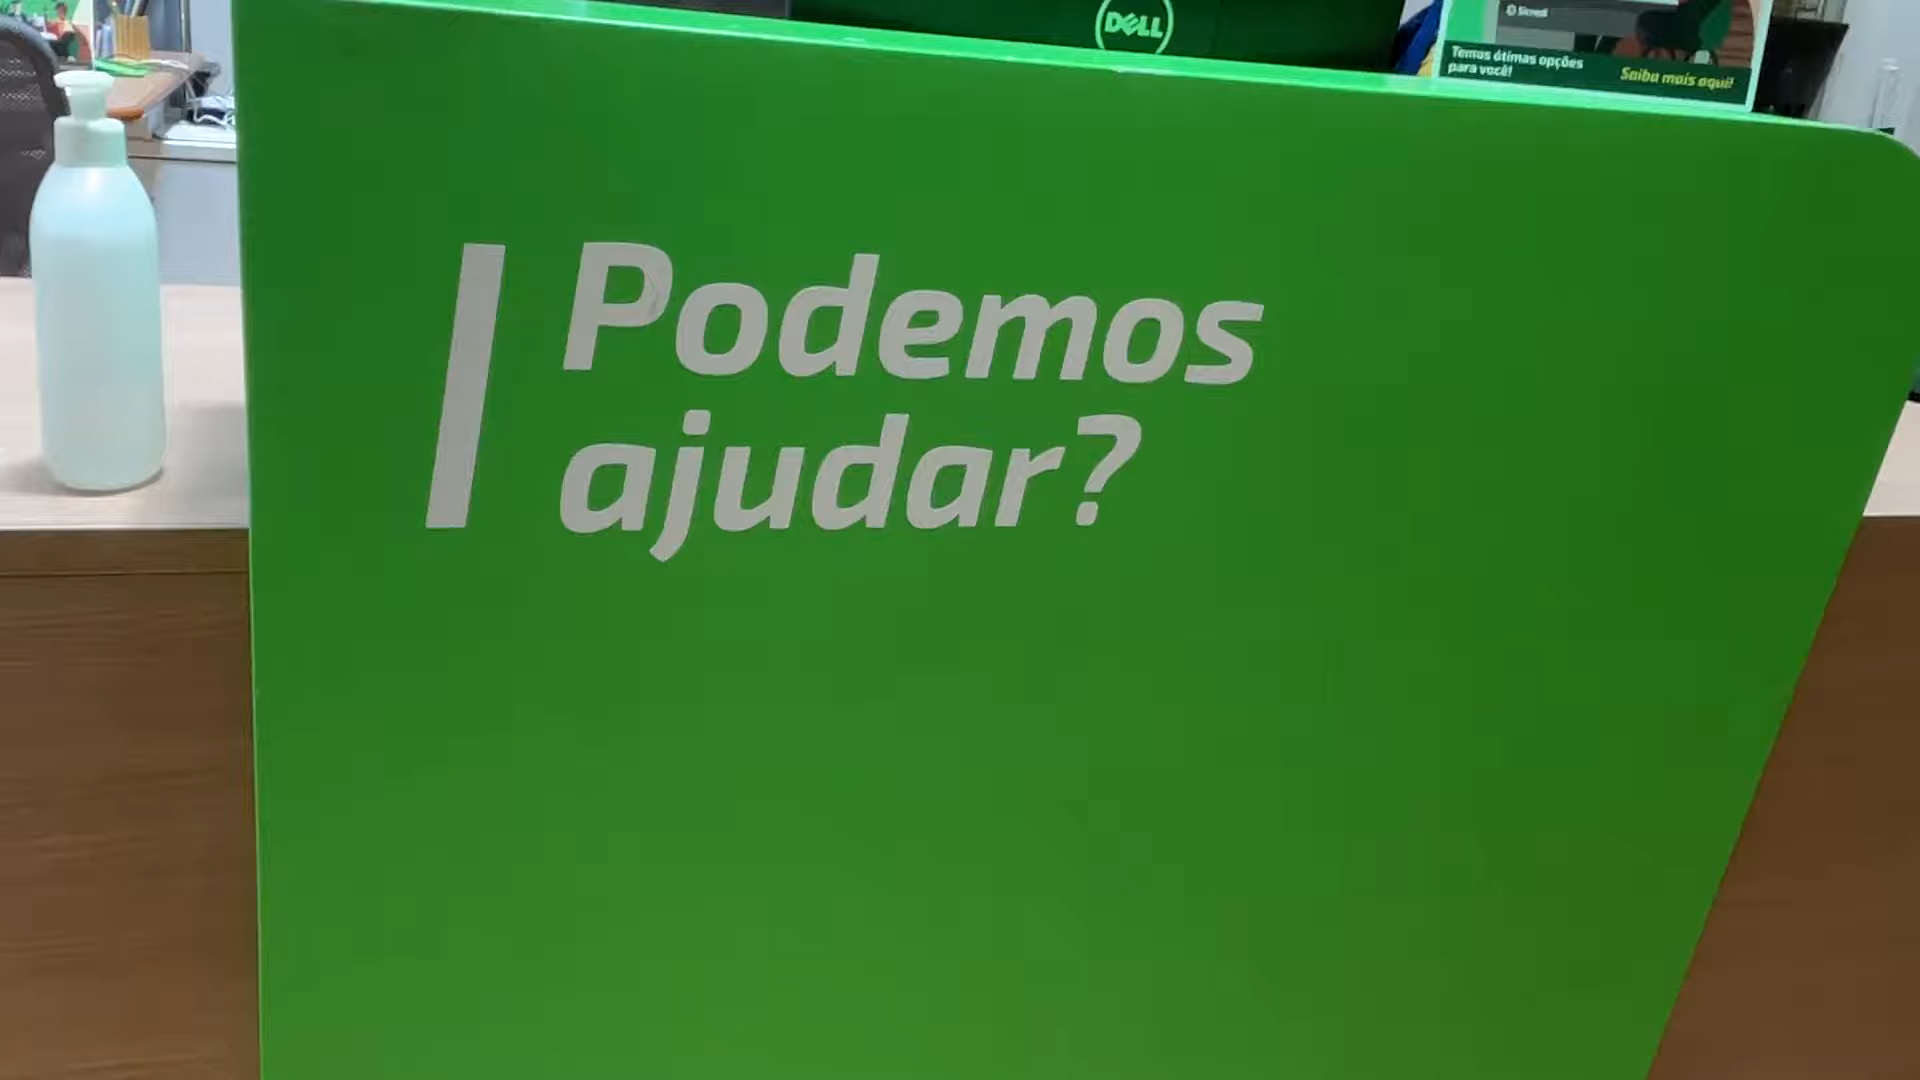 DELL
Sicredi
Temos ótimas opções
para você!
Saiba mais aqui!
Podemos
ajudar?